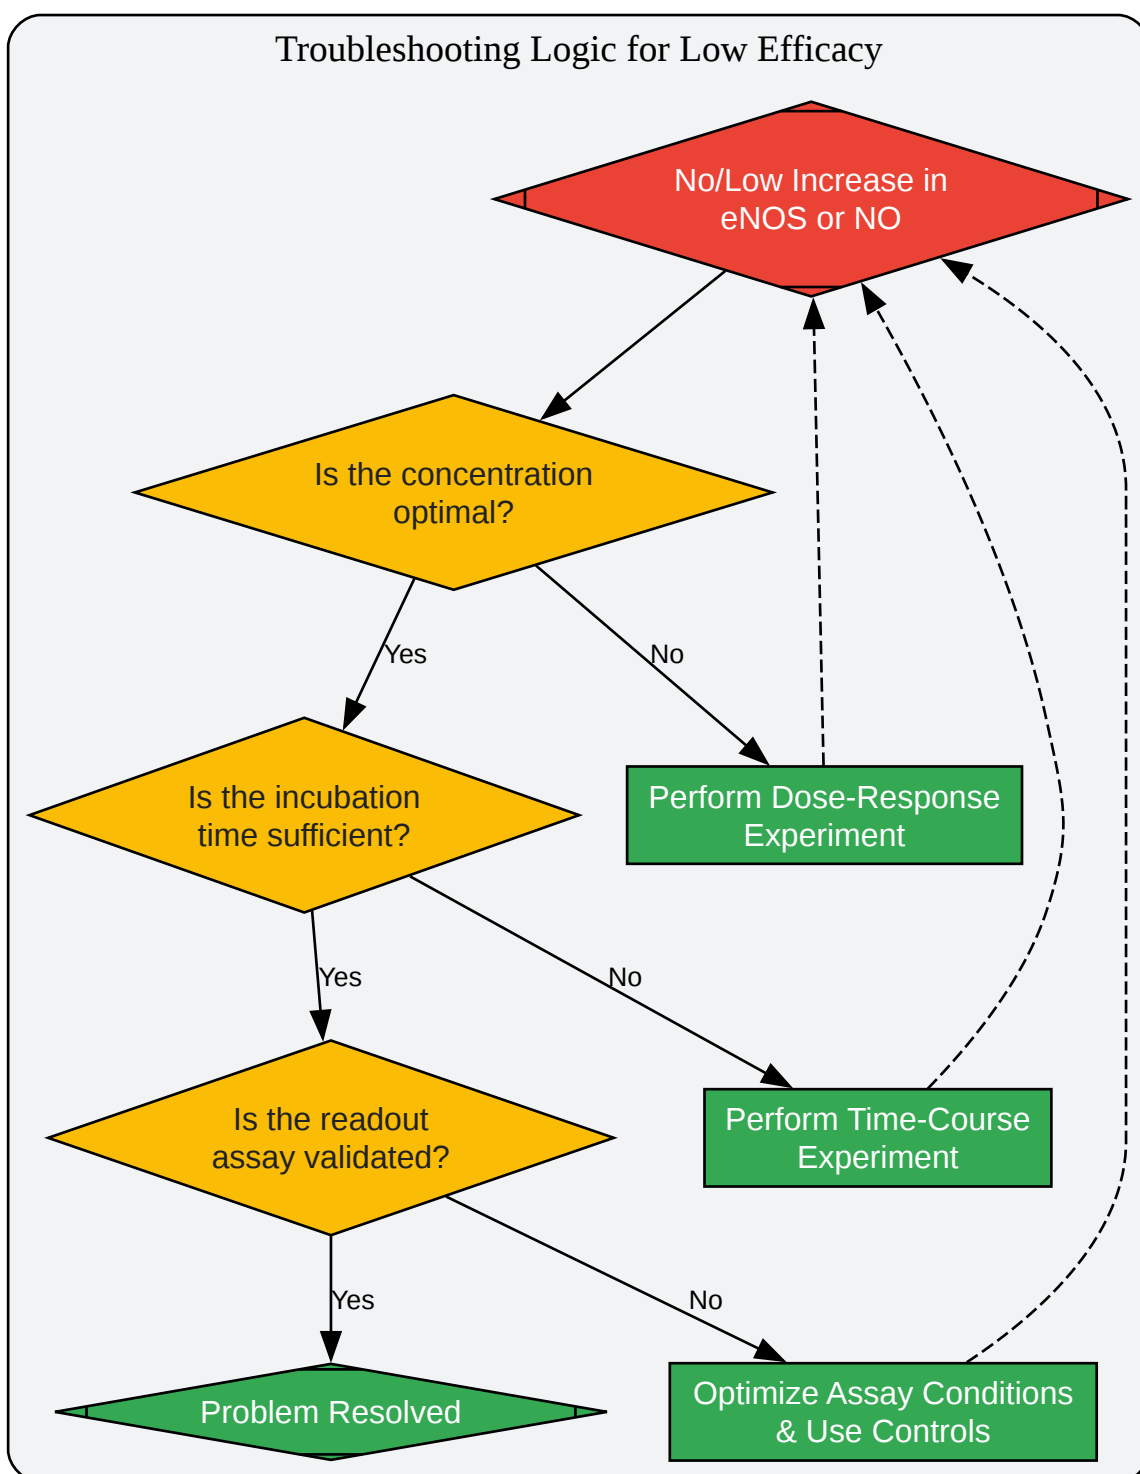 Troubleshooting Logic for Low Efficacy
No/Low Increase in
eNOS or NO
Is the concentration
optimal?
Yes
No
Is the incubation
time sufficient?
Perform Dose-Response
Experiment
Yes
No
Is the readout
assay validated?
Perform Time-Course
Experiment
Yes
No
Problem Resolved
Optimize Assay Conditions
& Use Controls